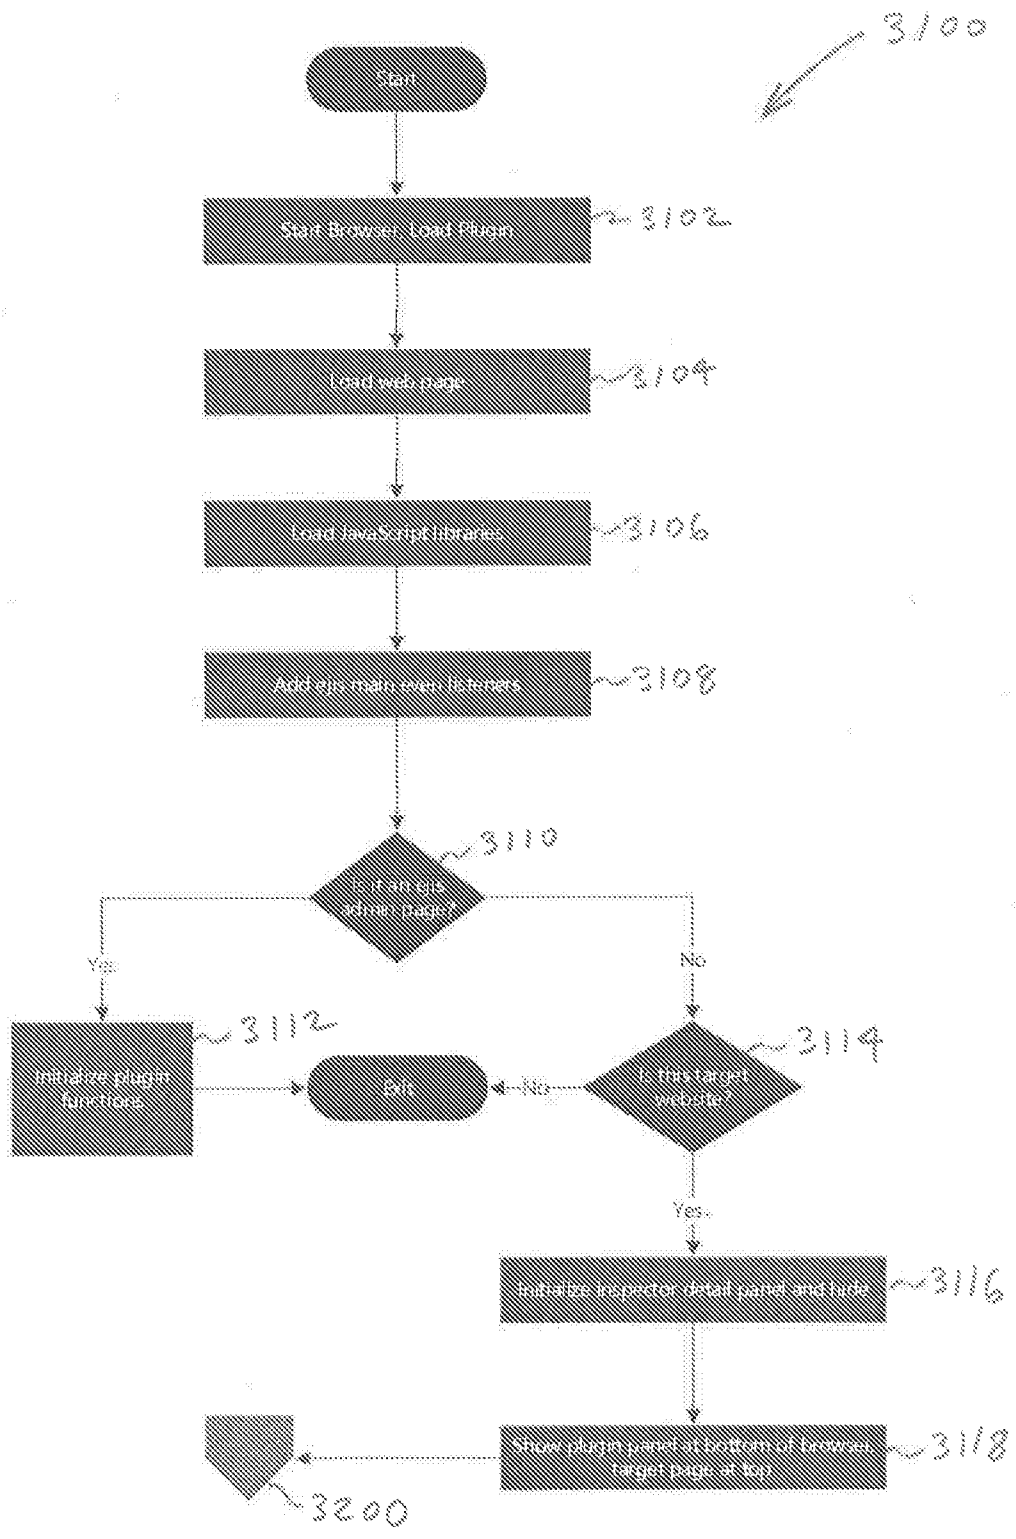 3100
Start
Start Browser, Load Plugin
3102
Load web page
3104
Load JavaScript libraries
3106
Add ejjs main even listeners
3108
3110
Is it an ejjs
admin page?
Yes
No
3112
3114
Initialize plugin
functions
Exit
No
Is this target
website?
Yes
Initialize inspector detail panel and hide
3116
Show plugin panel at bottom of browser,
target page at top
3118
3200